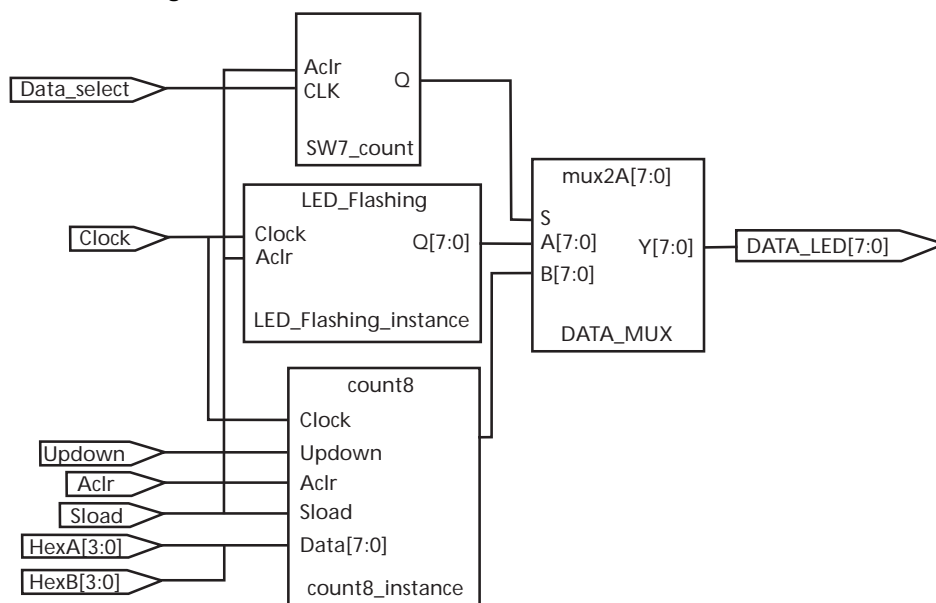 Data_select
Aclr
CLK
Q
SW7_count
Clock
LED_Flashing
Clock
Aclr
Q[7:0]
LED_Flashing_instance
mux2A[7:0]
S
A[7:0]
B[7:0]
Y[7:0]
DATA_MUX
DATA_LED[7:0]
count8
Clock
Updown
Aclr
Sload
Data[7:0]
count8_instance
Updown
Aclr
Sload
HexA[3:0]
HexB[3:0]